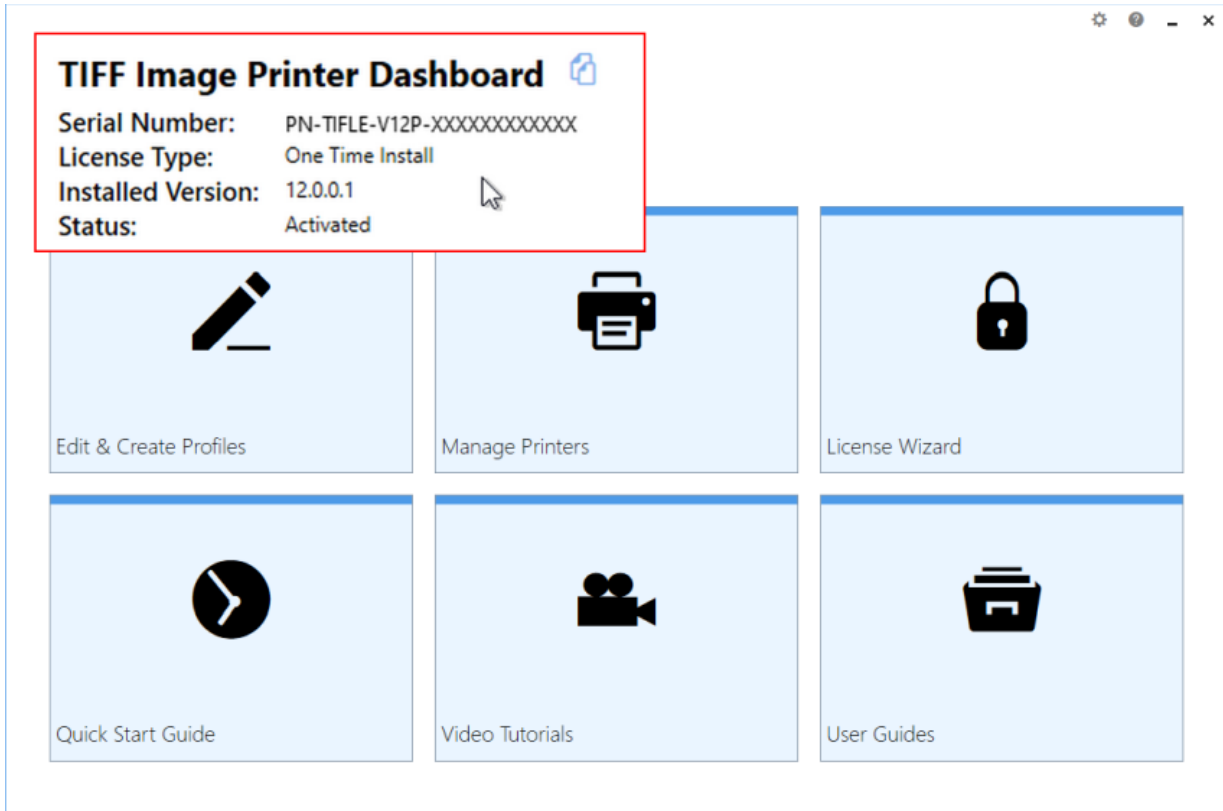 TIFF Image Printer Dashboard
Serial Number: PN-TIFLE-V12P-XXXXXXXXXXXX
License Type: One Time Install
Installed Version: 12.0.0.1
Status: Activated
Edit & Create Profiles
Manage Printers
License Wizard
Quick Start Guide
Video Tutorials
User Guides